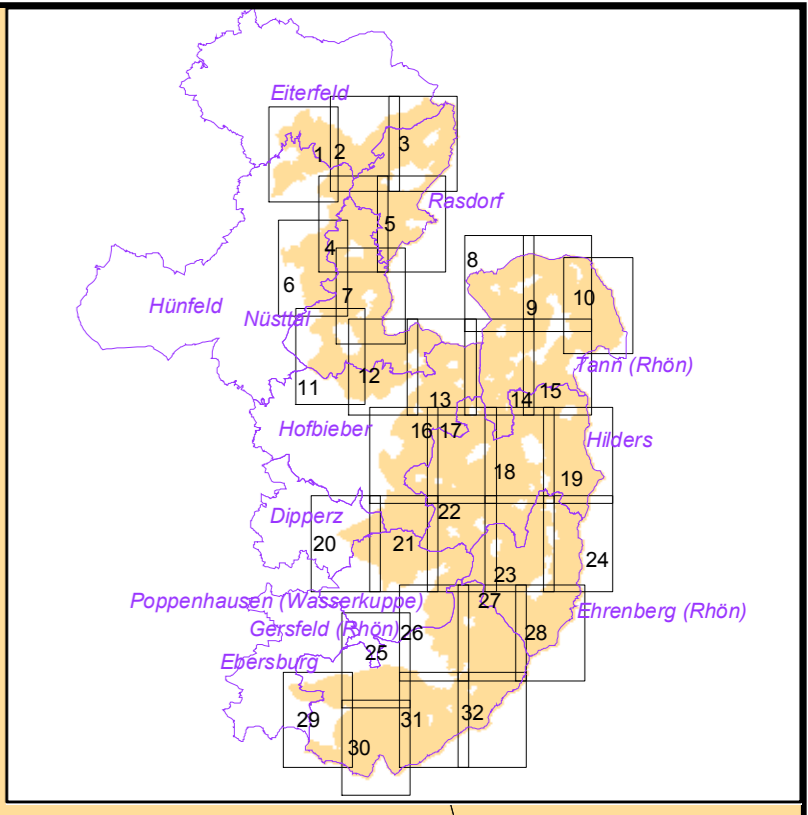 Eiterfeld
1
2
3
Rasdorf
4
5
6
7
8
9
10
Hünfeld
Nüsttal
11
12
13
14
15
Tann (Rhön)
Hofbieber
16
17
18
19
Hilders
Dipperz
20
21
22
23
24
Poppenhausen (Wasserkuppe)
Gersfeld (Rhön)
Ebersburg
25
26
27
28
Ehrenberg (Rhön)
29
30
31
32